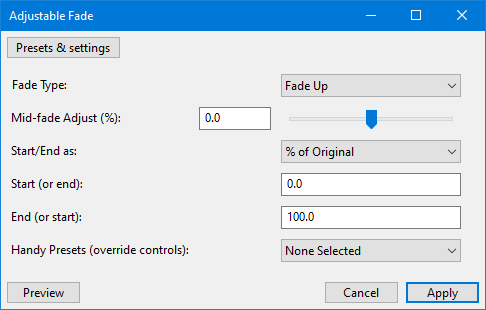 Adjustable Fade
Presets & settings
Fade Type: Fade Up
Mid-fade Adjust (%): 0.0
Start/End as: % of Original
Start (or end): 0.0
End (or start): 100.0
Handy Presets (override controls): None Selected
Preview Cancel Apply